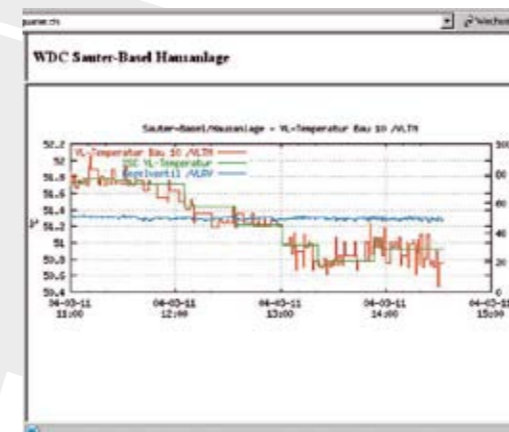 Wechseln
WDC Sauter-Basel Hausanlage
Sauter-Basel/Hausanlage - VL-Temperatur Bau 10 /VLTM
VL-Temperatur Bau 10 /VLTM
VL-Temperatur
Regelventil /VLRV
52.2
52
51.8
51.6
51.4
51.2
51
50.8
50.6
50.4
°C
100
80
60
40
20
0
04-03-11 04-03-11 04-03-11 04-03-11 04-03-11
11:00 12:00 13:00 14:00 15:00